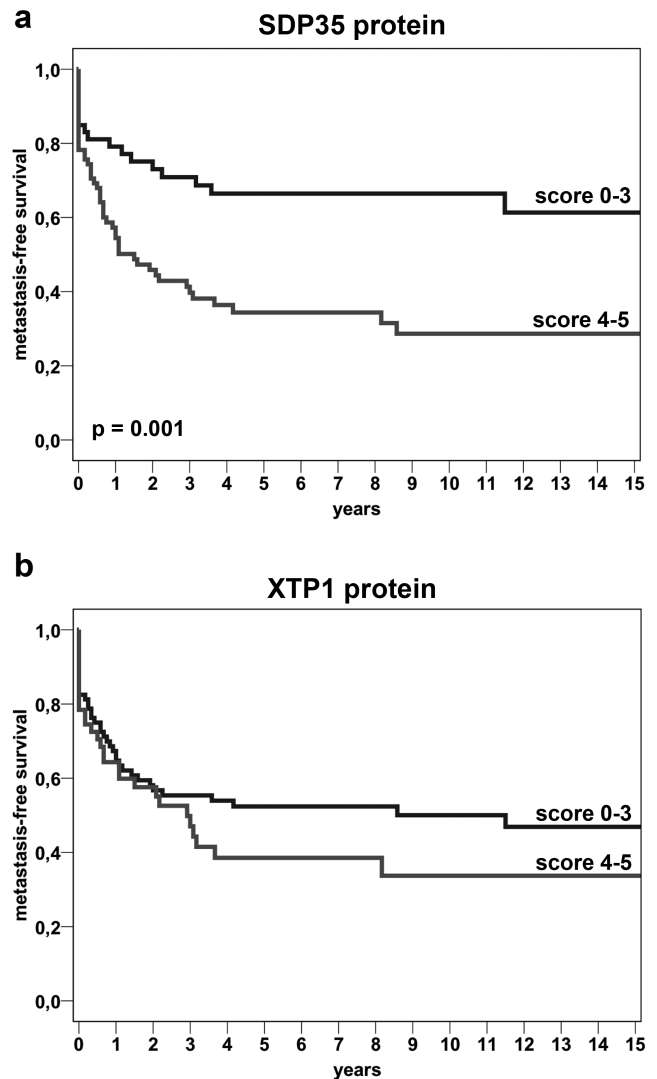 a
SDP35 protein
metastasis-free survival
1,0
0,8
0,6
0,4
0,2
0,0
score 0-3
score 4-5
p = 0.001
0 1 2 3 4 5 6 7 8 9 10 11 12 13 14 15
years
b
XTP1 protein
metastasis-free survival
1,0
0,8
0,6
0,4
0,2
0,0
score 0-3
score 4-5
0 1 2 3 4 5 6 7 8 9 10 11 12 13 14 15
years